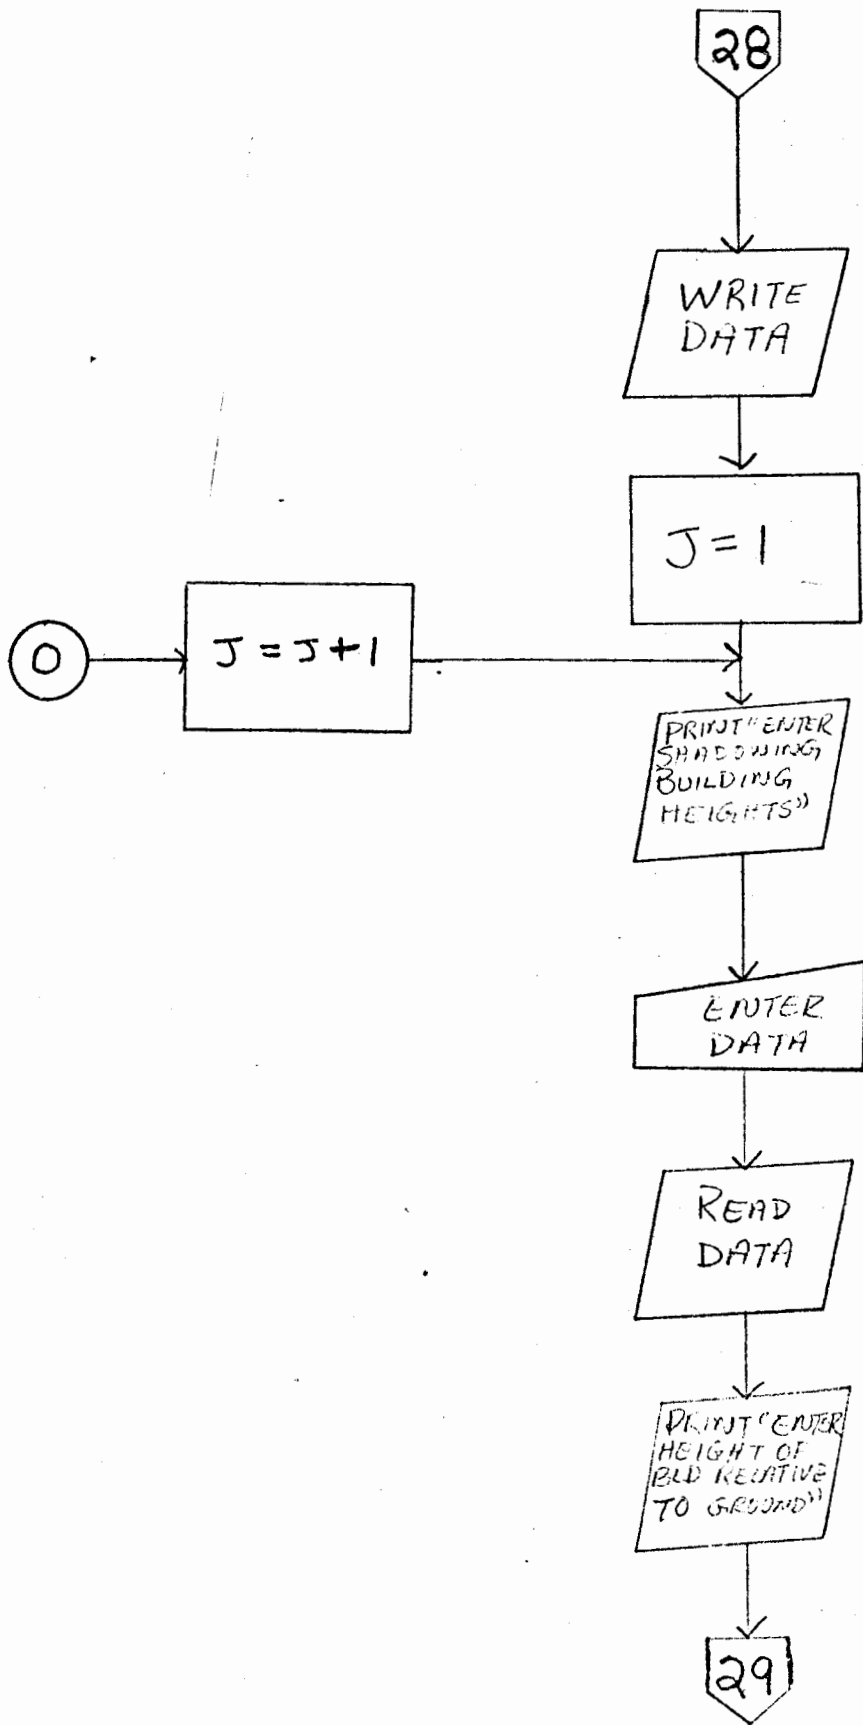 28
WRITE
DATA
J = 1
O
J = J + 1
PRINT "ENTER
SHADOWING
BUILDING
HEIGHTS"
ENTER
DATA
READ
DATA
PRINT "ENTER
HEIGHT OF
BLD RELATIVE
TO GROUND"
29